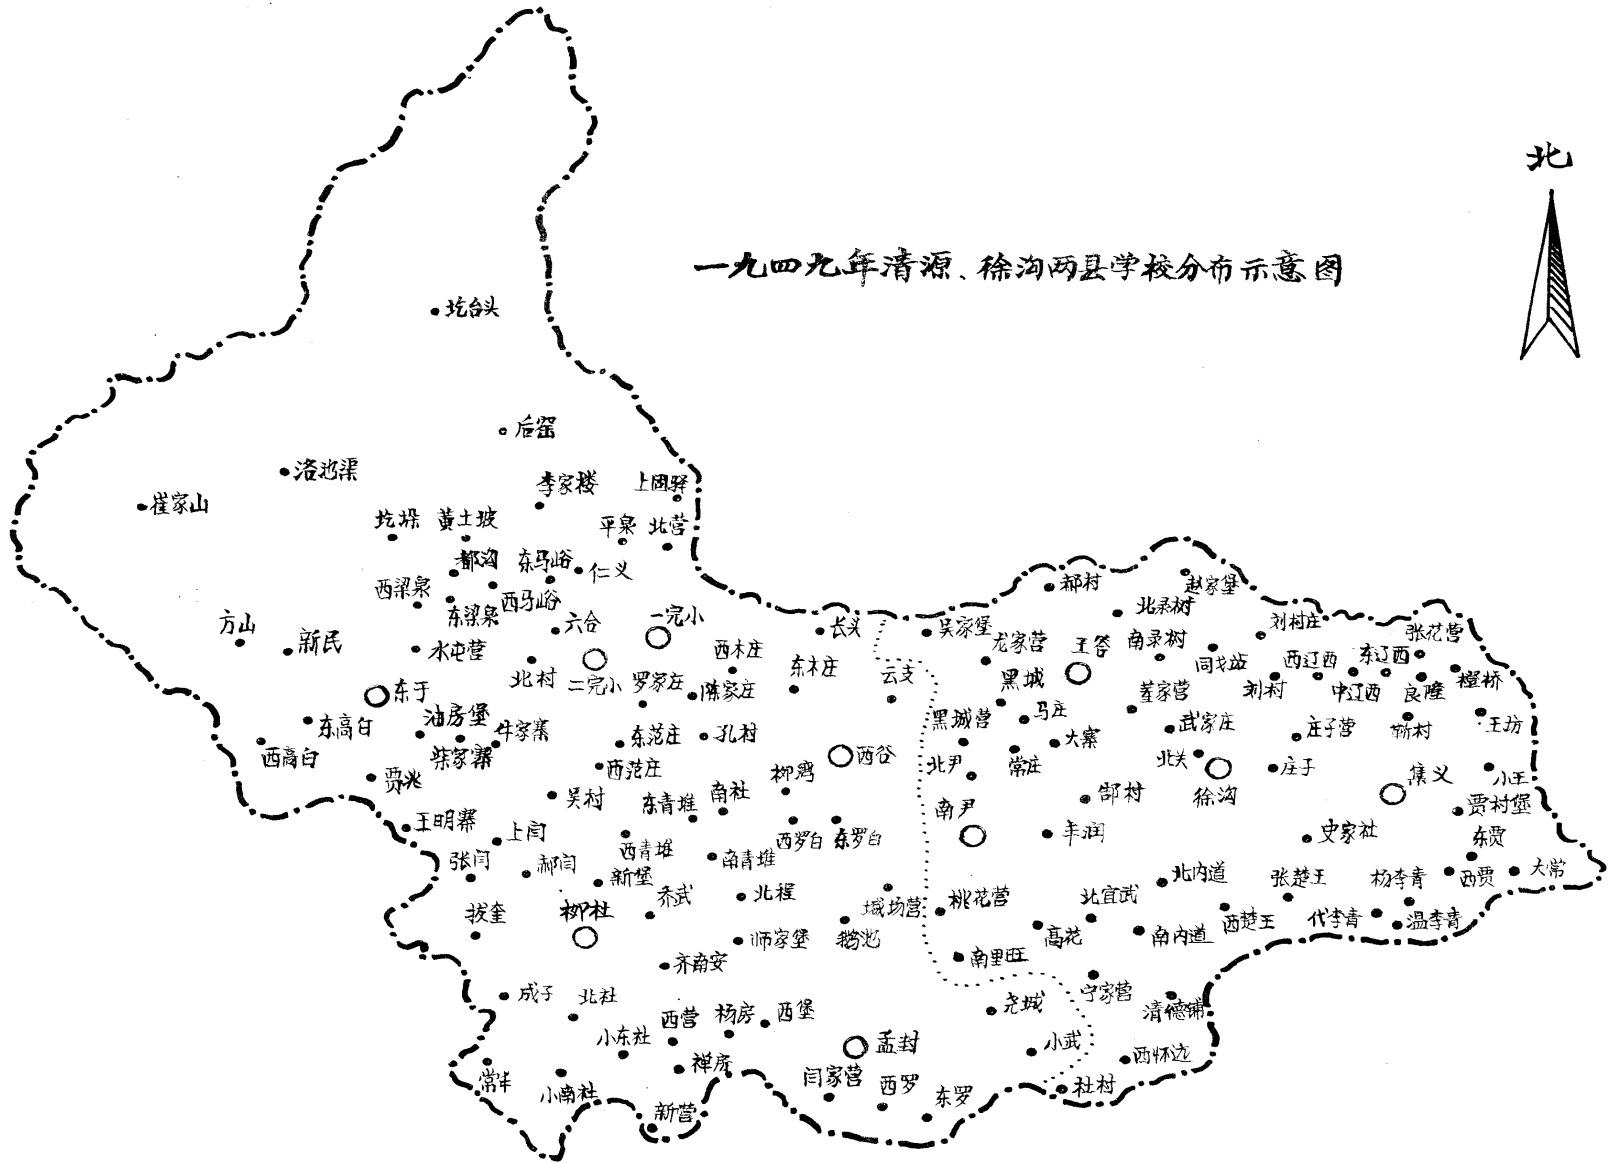 北
一九四九年清源、徐沟两县学校分布示意图
圪台头
后窑
洛池渠
李家楼
上固驿
崔家山
圪垛
黄土坡
平泉
北营
都沟
东马峪
仁义
西梁泉
东梁泉
西马峪
郝村
赵家堡
北录树
方山
新民
六合
一完小
长头
吴家堡
龙家营
王答
南录树
刘村庄
张花营
水屯营
北村
二完小
罗家庄
西木庄
陈家庄
东木庄
云支
黑城
同戈站
西辽西
东辽西
刘村
中辽西
良隆
橙桥
东于
东高白
油房堡
牛家寨
东范庄
孔村
黑城营
马庄
董家营
武家庄
庄子营
靳村
王坊
西高白
柴家寨
西范庄
西谷
北尹
常庄
大寨
北关
庄子
集义
小王
贾兆
吴村
东青堆
南社
柳湾
南尹
郜村
徐沟
贾村堡
王明寨
上闫
西青堆
南青堆
西罗白
东罗白
丰润
史家社
东贾
张闫
郝闫
新堡
北程
北内道
张楚王
杨李青
西贾
大常
拔奎
柳杜
齐武
城场营
桃花营
北宜武
师家堡
鹅池
高花
南内道
西楚王
代李青
温李青
齐南安
南里旺
成子
北社
尧城
宁家营
清德铺
小东社
西营
杨房
西堡
孟封
小武
西怀远
常丰
小南社
禅房
闫家营
西罗
东罗
杜村
新营